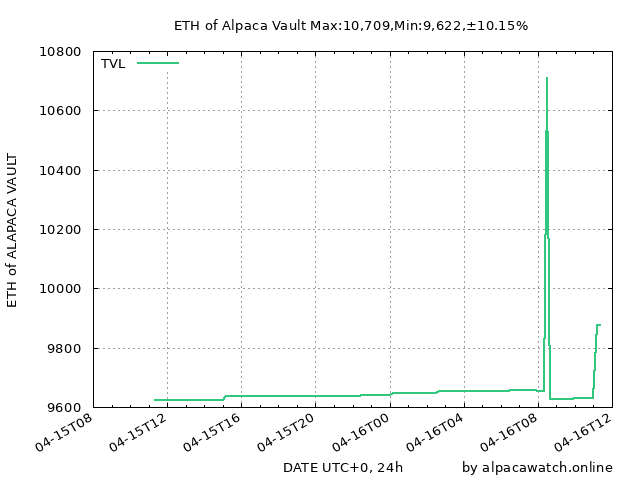 ETH of Alpaca Vault Max:10,709,Min:9,622,±10.15%
TVL
10800
10600
10400
10200
10000
9800
9600
ETH of ALAPACA VAULT
04-15T08
04-15T12
04-15T16
04-15T20
04-16T00
04-16T04
04-16T08
04-16T12
DATE UTC+0, 24h
by alpacawatch.online